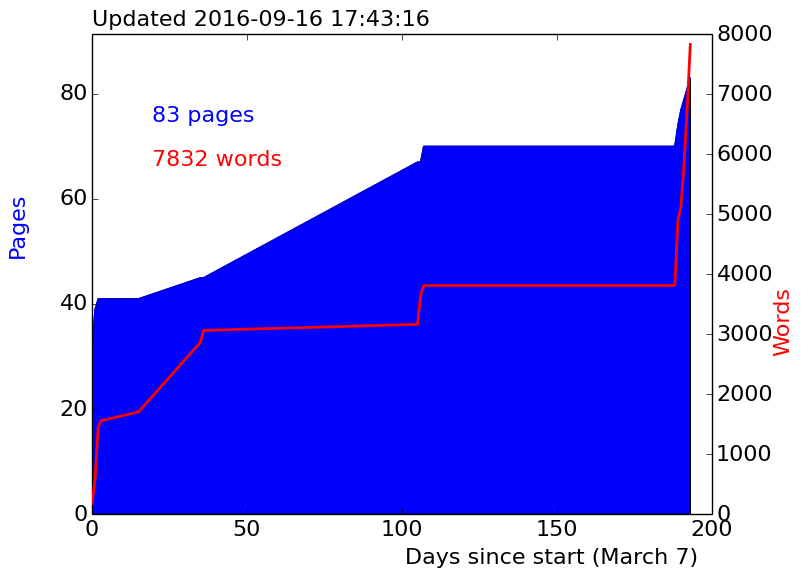 Updated 2016-09-16 17:43:16
83 pages
7832 words
Pages
80
60
40
20
0
8000
7000
6000
5000
4000
3000
2000
1000
0
Words
0 50 100 150 200
Days since start (March 7)